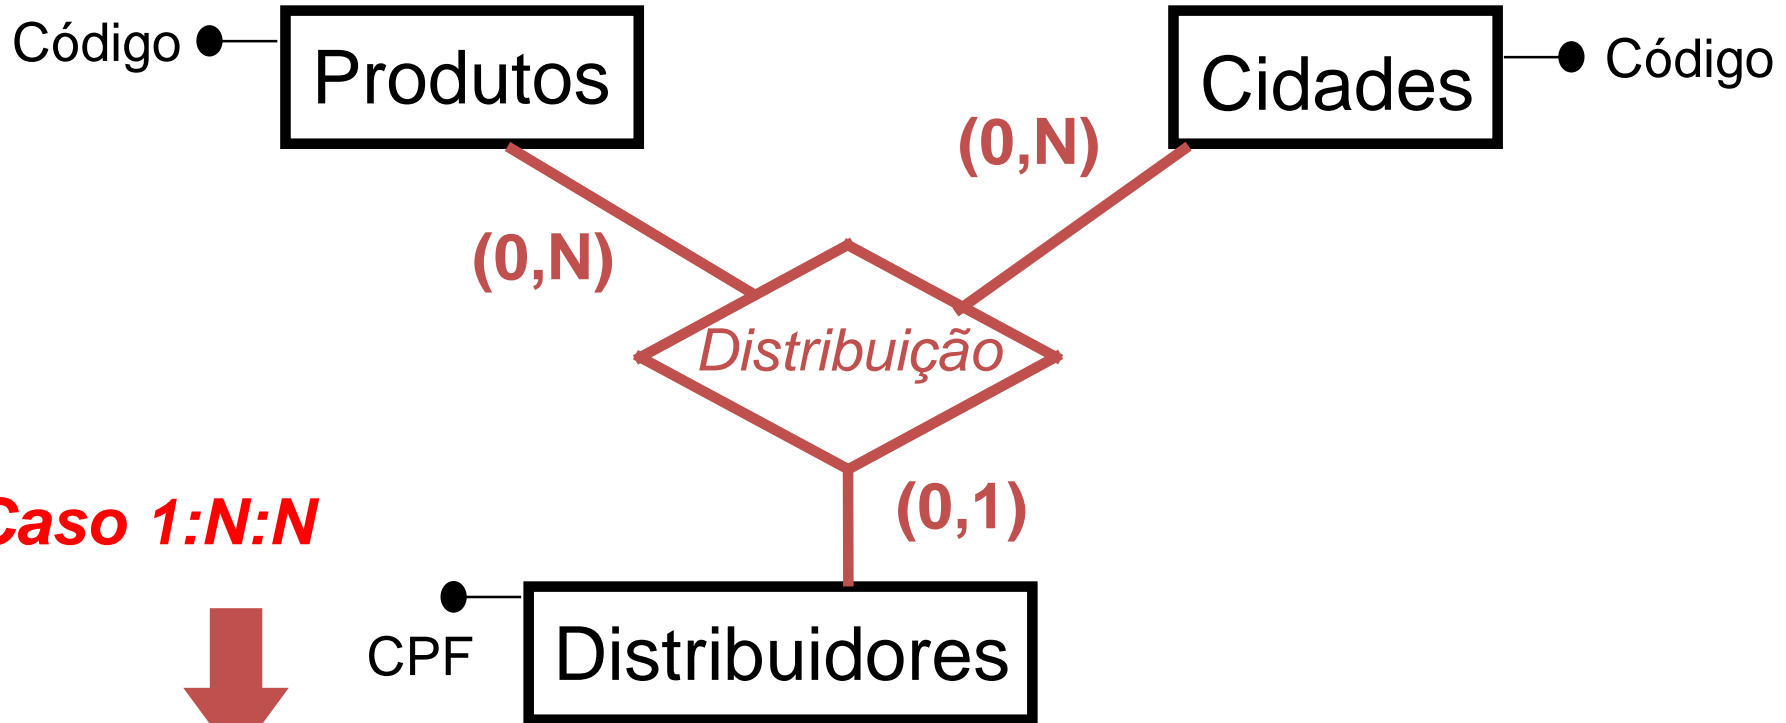 Código
Produtos
Cidades
Código
(0,N)
(0,N)
Distribuição
Caso 1:N:N
(0,1)
CPF
Distribuidores